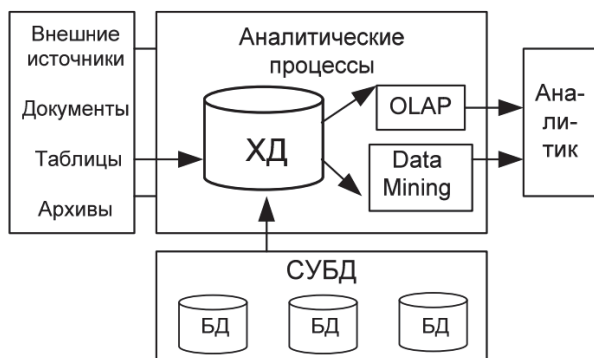 Внешние
источники
Документы
Таблицы
Архивы
Аналитические
процессы
ХД
OLAP
Data
Mining
Ана-
ли-
тик
СУБД
БД
БД
БД